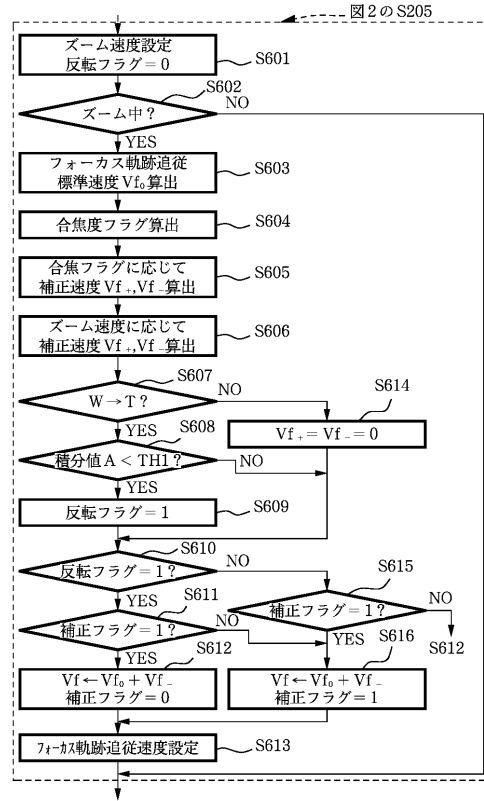 図2のS205
ズーム速度設定
反転フラグ=0
S601
S602
ズーム中?
NO
YES
フォーカス軌跡追従
標準速度Vf₀算出
S603
合焦度フラグ算出
S604
合焦フラグに応じて
補正速度Vf₊,Vf₋算出
S605
ズーム速度に応じて
補正速度Vf₊,Vf₋算出
S606
S607
W→T?
NO
YES
S614
Vf₊=Vf₋=0
S608
積分値A<TH1?
NO
YES
反転フラグ=1
S609
S610
反転フラグ=1?
NO
YES
S615
補正フラグ=1?
NO
YES
S612
S611
補正フラグ=1?
NO
YES
S612
Vf←Vf₀+Vf₋
補正フラグ=0
S616
Vf←Vf₀+Vf₋
補正フラグ=1
フォーカス軌跡追従速度設定
S613